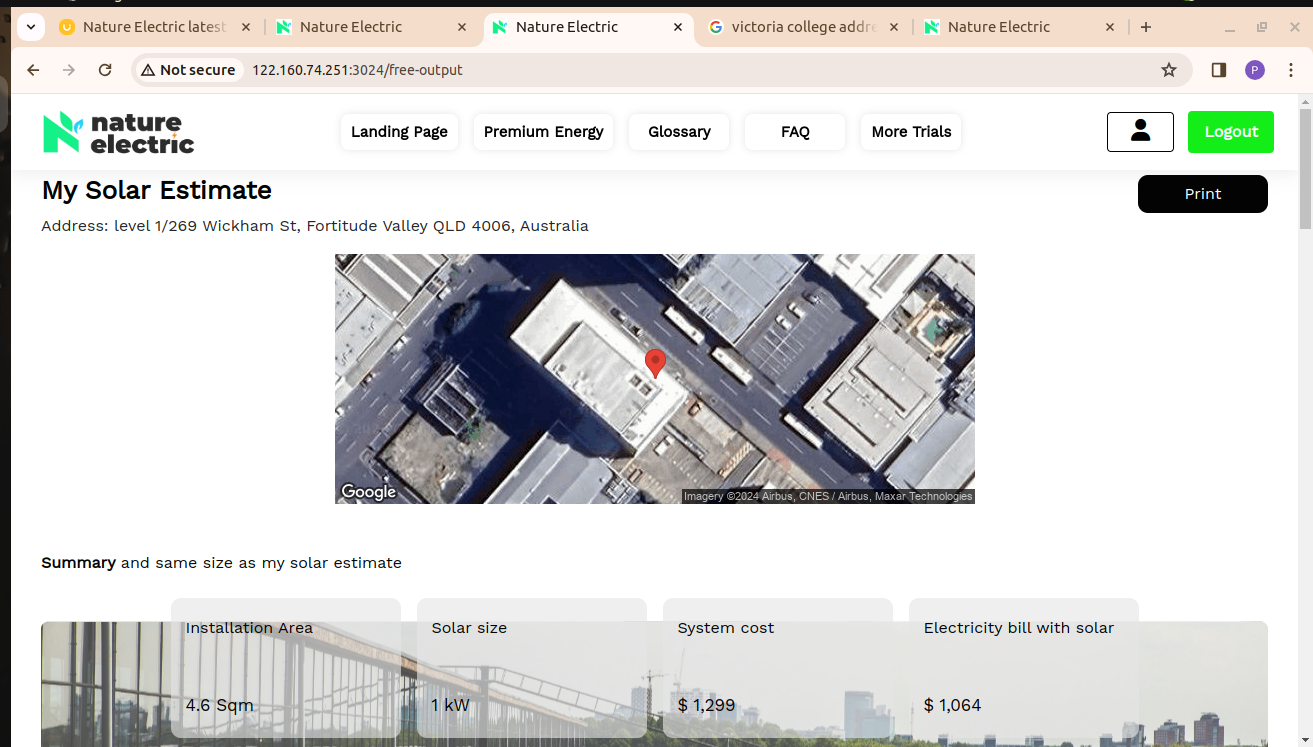 Nature Electric latest
Nature Electric
Nature Electric
victoria college addre
Nature Electric
Not secure
122.160.74.251:3024/free-output
P
nature
electric
Landing Page
Premium Energy
Glossary
FAQ
More Trials
Logout
My Solar Estimate
Print
Address: level 1/269 Wickham St, Fortitude Valley QLD 4006, Australia
Google
Imagery ©2024 Airbus, CNES / Airbus, Maxar Technologies
Summary and same size as my solar estimate
Installation Area
Solar size
System cost
Electricity bill with solar
4.6 Sqm
1 kW
$ 1,299
$ 1,064